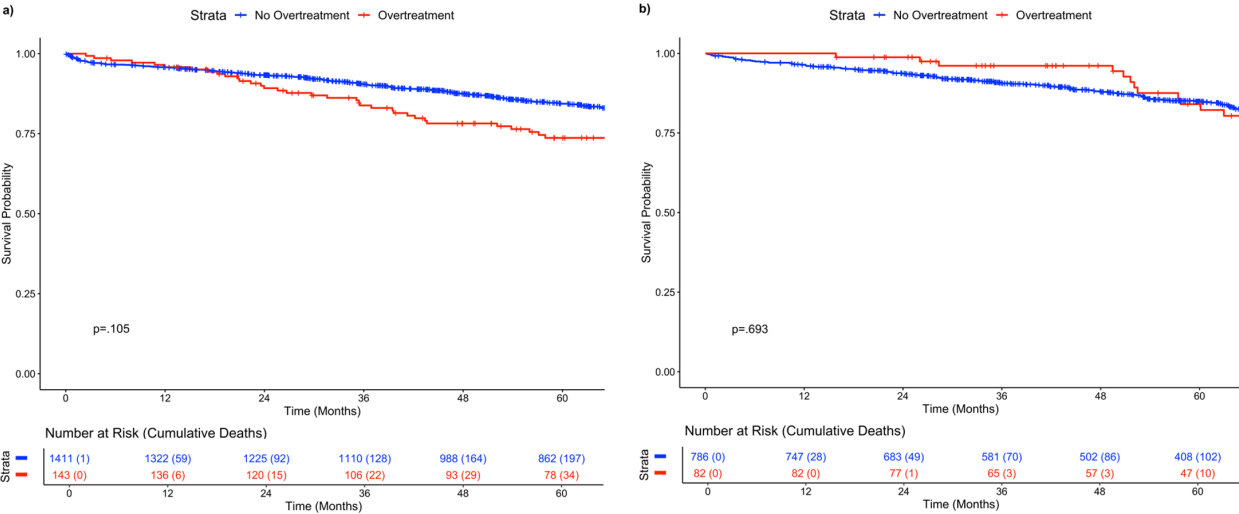 a)
Strata No Overtreatment Overtreatment
1.00
0.75
0.50
0.25
0.00
Survival Probability
p=.105
0 12 24 36 48 60
Time (Months)
Number at Risk (Cumulative Deaths)
Strata
1411 (1) 1322 (59) 1225 (92) 1110 (128) 988 (164) 862 (197)
143 (0) 136 (6) 120 (15) 106 (22) 93 (29) 78 (34)
0 12 24 36 48 60
Time (Months)
b)
Strata No Overtreatment Overtreatment
1.00
0.75
0.50
0.25
0.00
Survival Probability
p=.693
0 12 24 36 48 60
Time (Months)
Number at Risk (Cumulative Deaths)
Strata
786 (0) 747 (28) 683 (49) 581 (70) 502 (86) 408 (102)
82 (0) 82 (0) 77 (1) 65 (3) 57 (3) 47 (10)
0 12 24 36 48 60
Time (Months)